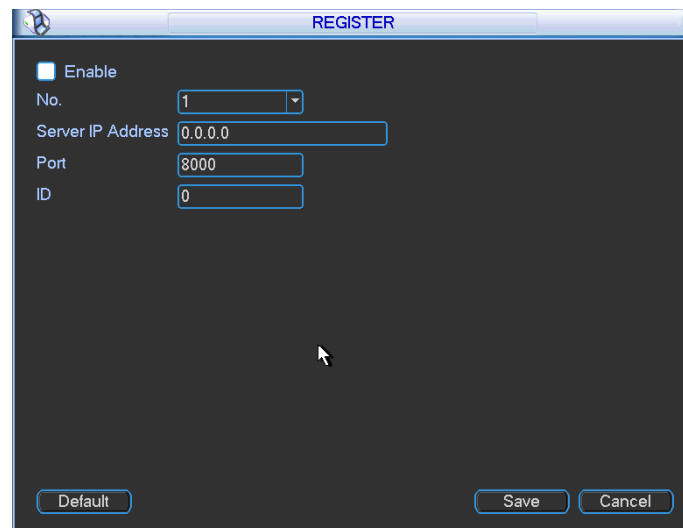 REGISTER
Enable
No. 1
Server IP Address 0.0.0.0
Port 8000
ID 0
Default Save Cancel